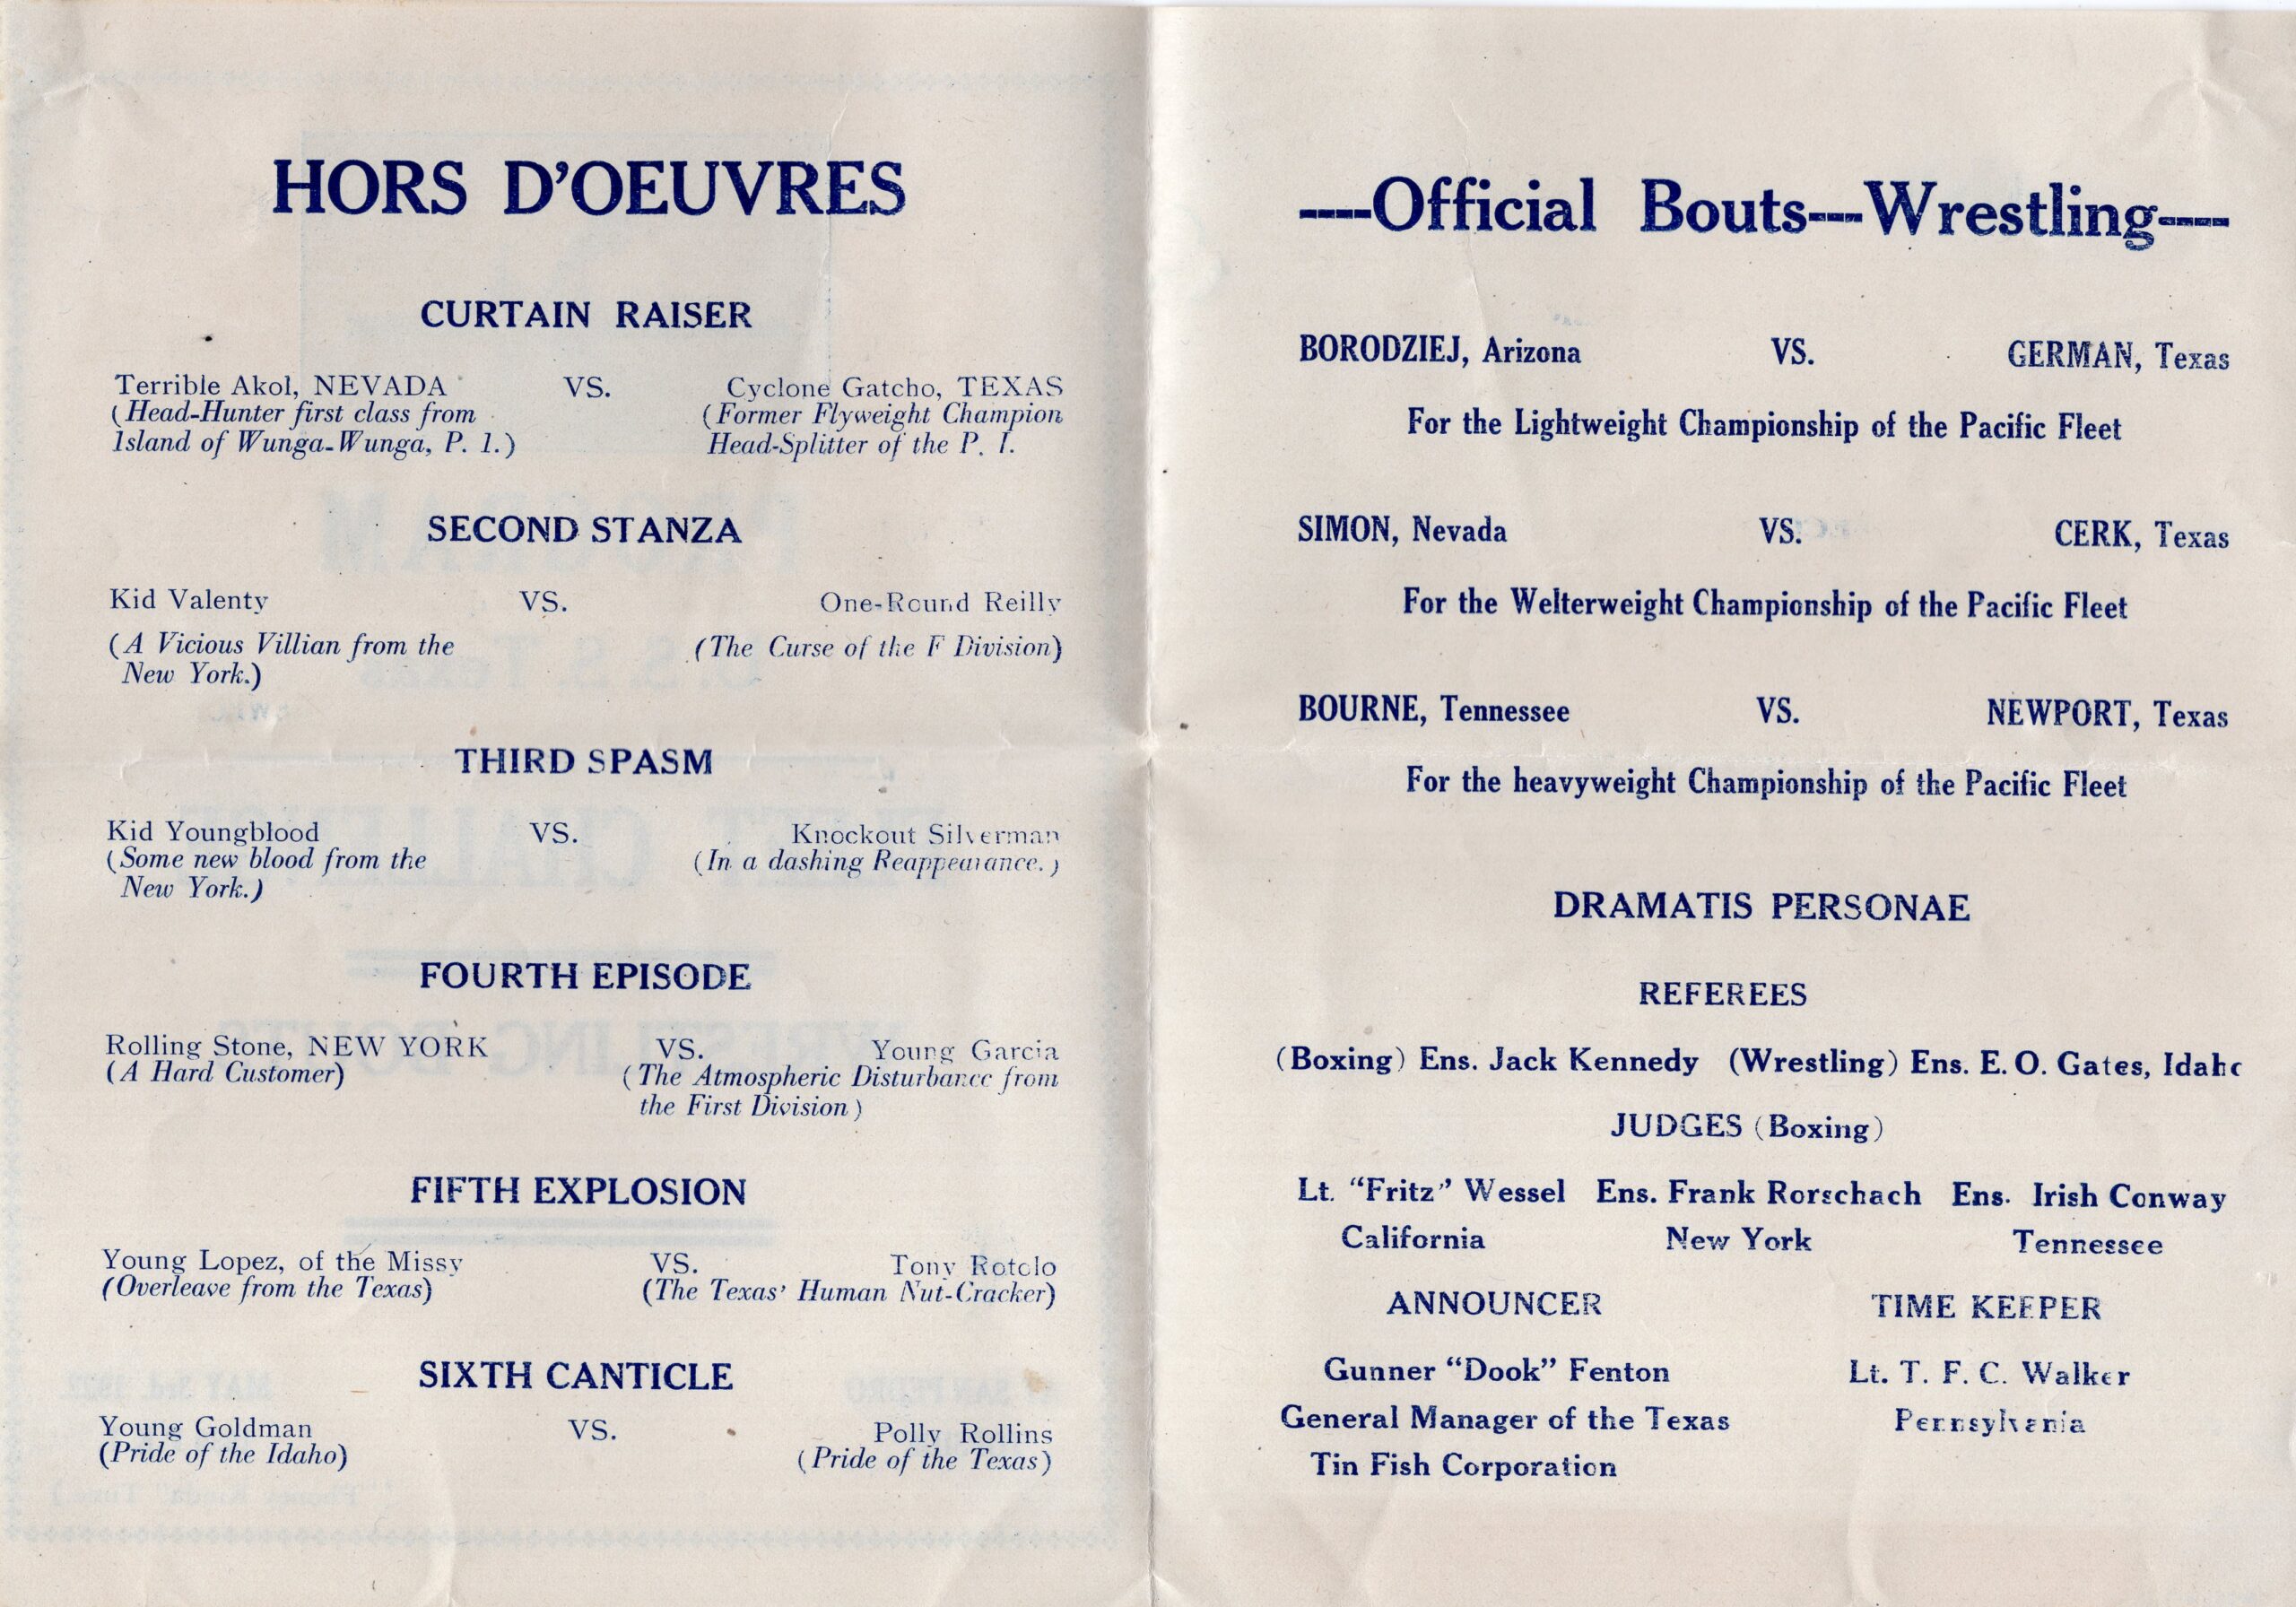 HORS D'OEUVRES
CURTAIN RAISER
Terrible Akol, NEVADA VS. Cyclone Gatcho, TEXAS
(Head-Hunter first class from (Former Flyweight Champion
Island of Wunga-Wunga, P. I.) Head-Splitter of the P. I.
SECOND STANZA
Kid Valenty VS. One-Round Reilly
(A Vicious Villian from the (The Curse of the F Division)
New York.)
THIRD SPASM
Kid Youngblood VS. Knockout Silverman
(Some new blood from the (In a dashing Reappearance.)
New York.)
FOURTH EPISODE
Rolling Stone, NEW YORK VS. Young Garcia
(A Hard Customer) (The Atmospheric Disturbance from
the First Division)
FIFTH EXPLOSION
Young Lopez, of the Missy VS. Tony Rotolo
(Overleave from the Texas) (The Texas' Human Nut-Cracker)
SIXTH CANTICLE
Young Goldman VS. Polly Rollins
(Pride of the Idaho) (Pride of the Texas)
----Official Bouts---Wrestling----
BORODZIEJ, Arizona VS. GERMAN, Texas
For the Lightweight Championship of the Pacific Fleet
SIMON, Nevada VS. CERK, Texas
For the Welterweight Championship of the Pacific Fleet
BOURNE, Tennessee VS. NEWPORT, Texas
For the heavyweight Championship of the Pacific Fleet
DRAMATIS PERSONAE
REFEREES
(Boxing) Ens. Jack Kennedy (Wrestling) Ens. E. O. Gates, Idaho
JUDGES (Boxing)
Lt. "Fritz" Wessel Ens. Frank Rorschach Ens. Irish Conway
California New York Tennessee
ANNOUNCER TIME KEEPER
Gunner "Dook" Fenton Lt. T. F. C. Walker
General Manager of the Texas Pennsylvania
Tin Fish Corporation